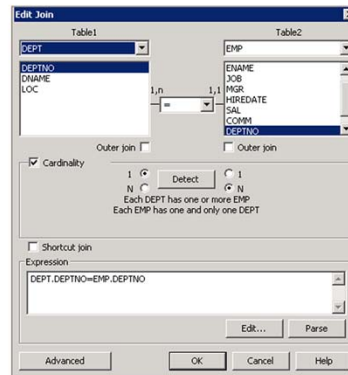 Edit Join
Table1
Table2
DEPT
EMP
DEPTNO
DNAME
LOC
1,n
=
1,1
ENAME
JOB
MGR
HIREDATE
SAL
COMM
DEPTNO
Outer join
Outer join
Cardinality
1
Detect
1
N
N
Each DEPT has one or more EMP
Each EMP has one and only one DEPT
Shortcut join
Expression
DEPT.DEPTNO=EMP.DEPTNO
Edit...
Parse
Advanced
OK
Cancel
Help